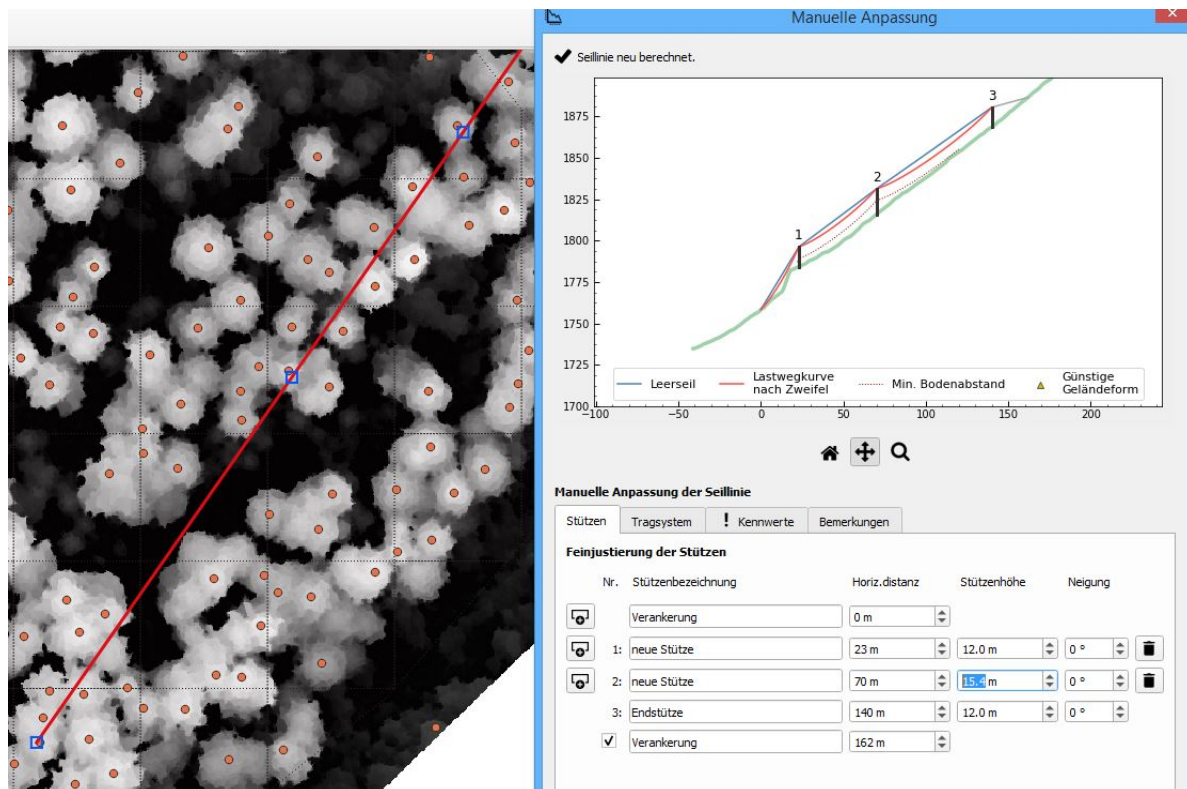 Manuelle Anpassung
Seillinie neu berechnet.
1875
1850
1825
1800
1775
1750
1700
1
2
3
Leerseil
Lastwegkurve
nach Zweifel
Min. Bodenabstand
Günstige
Geländeform
−100
−50
0
50
100
150
200
Manuelle Anpassung der Seillinie
Stützen
Tragsystem
! Kennwerte
Bemerkungen
Feinjustierung der Stützen
Nr. Stützenbezeichnung Horiz.distanz Stützenhöhe Neigung
Verankerung 0 m
1: neue Stütze 23 m 12.0 m 0 °
2: neue Stütze 70 m 15.4 m 0 °
3: Endstütze 140 m 12.0 m 0 °
Verankerung 162 m